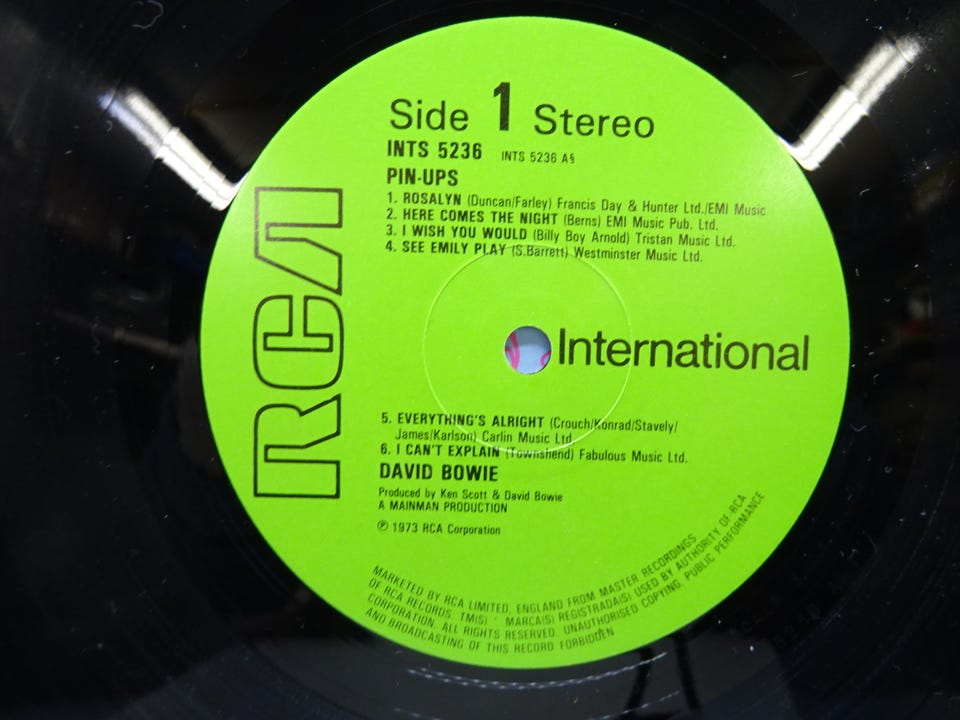 RCA
Side 1 Stereo
INTS 5236 INTS 5236 A§
PIN-UPS
1. ROSALYN (Duncan/Farley) Francis Day & Hunter Ltd./EMI Music
2. HERE COMES THE NIGHT (Berns) EMI Music Pub. Ltd.
3. I WISH YOU WOULD (Billy Boy Arnold) Tristan Music Ltd.
4. SEE EMILY PLAY (S.Barrett) Westminster Music Ltd.
International
5. EVERYTHING'S ALRIGHT (Crouch/Konrad/Stavely/
James/Karlson) Carlin Music Ltd.
6. I CAN'T EXPLAIN (Townshend) Fabulous Music Ltd.
DAVID BOWIE
Produced by Ken Scott & David Bowie
A MAINMAN PRODUCTION
℗ 1973 RCA Corporation
MARKETED BY RCA LIMITED, ENGLAND FROM MASTER RECORDINGS
OF RCA RECORDS. TM(S) · MARCA(S) REGISTRADA(S) USED BY AUTHORITY OF RCA
CORPORATION. ALL RIGHTS RESERVED. UNAUTHORISED COPYING, PUBLIC PERFORMANCE
AND BROADCASTING OF THIS RECORD FORBIDDEN